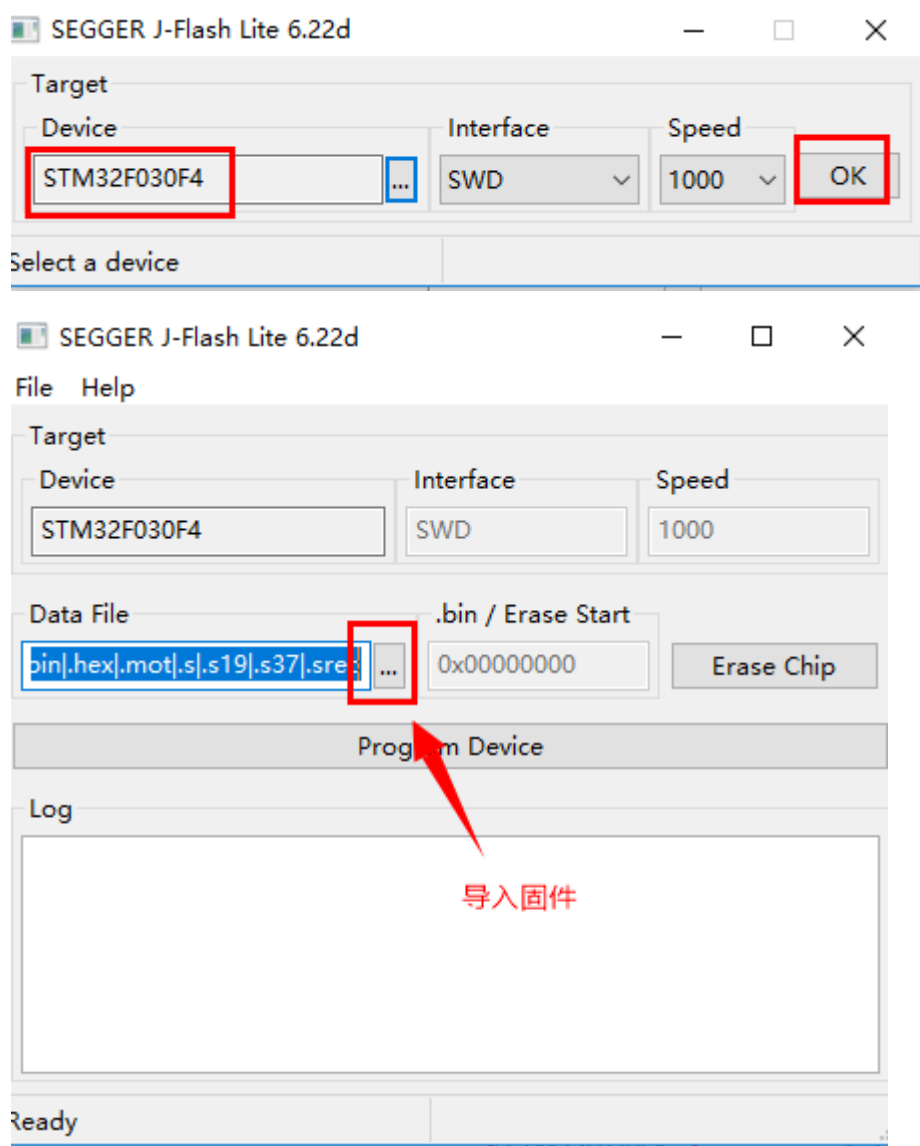 SEGGER J-Flash Lite 6.22d
Target
Device Interface Speed
STM32F030F4 ... SWD 1000 OK
Select a device
SEGGER J-Flash Lite 6.22d
File Help
Target
Device Interface Speed
STM32F030F4 SWD 1000
Data File .bin / Erase Start
.hex|.mot|.s|.s19|.s37| ... 0x00000000 Erase Chip
Program Device
Log
导入固件
Ready